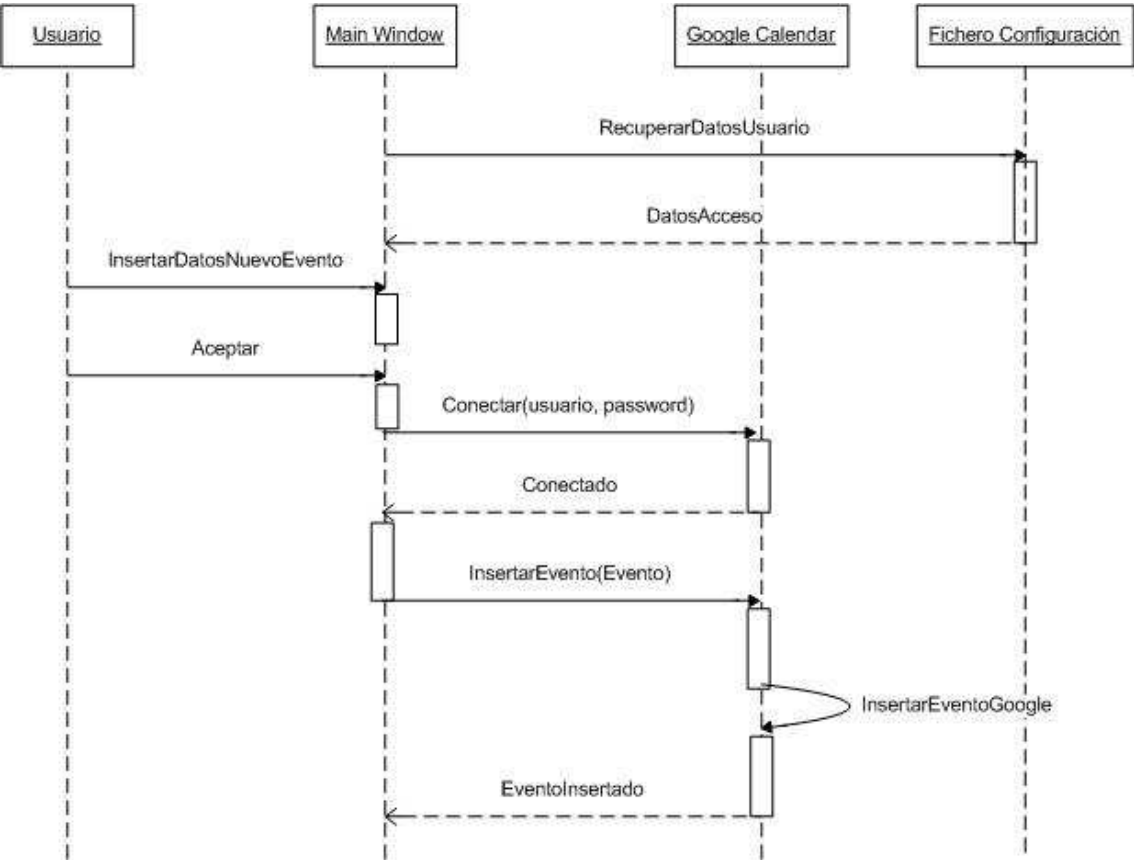 Usuario
Main Window
Google Calendar
Fichero Configuración
RecuperarDatosUsuario
DatosAcceso
InsertarDatosNuevoEvento
Aceptar
Conectar(usuario, password)
Conectado
InsertarEvento(Evento)
InsertarEventoGoogle
EventoInsertado